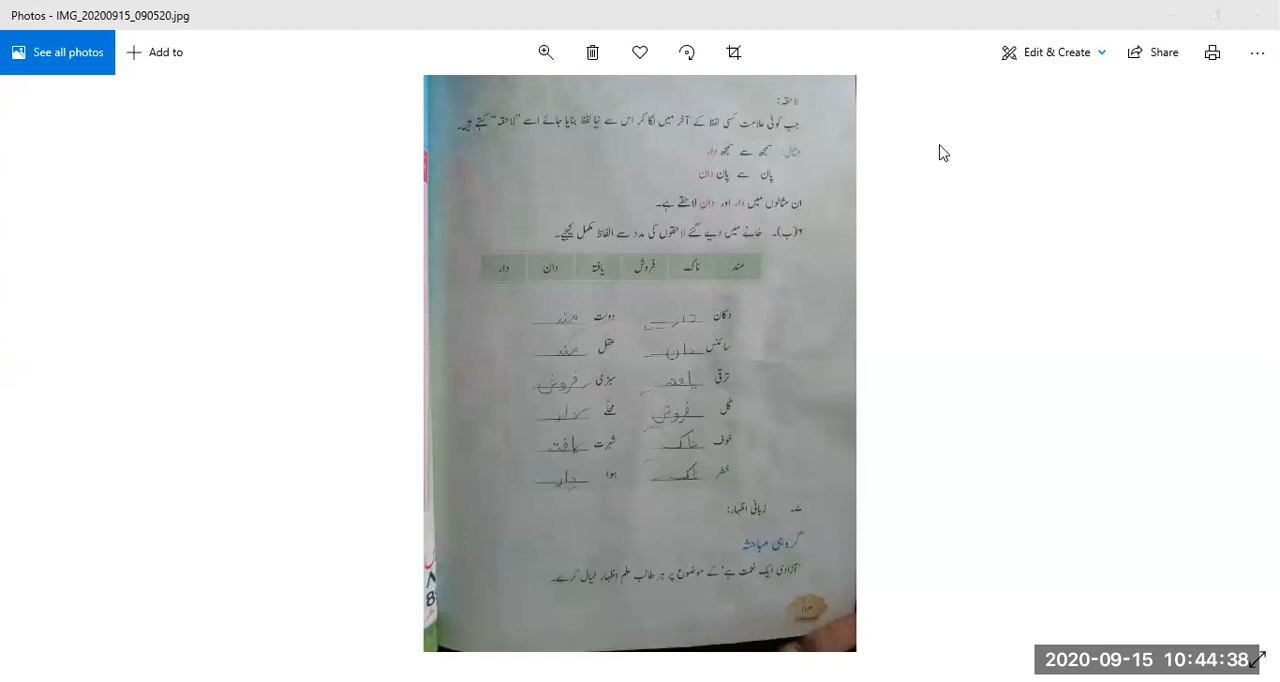 Photos - IMG_20200915_090520.jpg
See all photos
Add to
Edit & Create
Share
لاحقہ:
جب کوئی علامت کسی لفظ کے آخر میں لگا کر اس سے نیا لفظ بنایا جائے اسے "لاحقہ" کہتے ہیں۔
مثال: سمجھ سے سمجھ دار
پان سے پان دان
ان مثالوں میں دار اور دان لاحقے ہے۔
۶(ب)۔ خانے میں دیے گئے لاحقوں کی مدد سے الفاظ مکمل کیجیے۔
مند ناک فروش یافتہ دان دار
دکان دار دولت مند
سائنس دان عقل مند
ترقی یافتہ سبزی فروش
گل فروش محلّے دار
خوف ناک شہرت یافتہ
خطر ناک ہوا دار
۷۔ زبانی اظہار:
گروہی مباحثہ
'آزادی ایک نعمت ہے' کے موضوع پر ہر طالب علم اظہار خیال کرے۔
2020-09-15 10:44:38